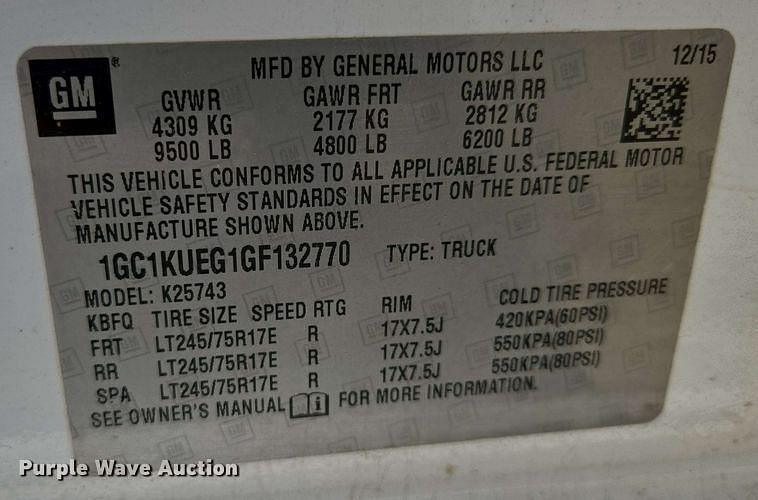 GM ®
MFD BY GENERAL MOTORS LLC 12/15
GVWR GAWR FRT GAWR RR
4309 KG 2177 KG 2812 KG
9500 LB 4800 LB 6200 LB
THIS VEHICLE CONFORMS TO ALL APPLICABLE U.S. FEDERAL MOTOR
VEHICLE SAFETY STANDARDS IN EFFECT ON THE DATE OF
MANUFACTURE SHOWN ABOVE.
1GC1KUEG1GF132770 TYPE: TRUCK
MODEL: K25743
KBFQ TIRE SIZE SPEED RTG RIM COLD TIRE PRESSURE
FRT LT245/75R17E R 17X7.5J 420KPA(60PSI)
RR LT245/75R17E R 17X7.5J 550KPA(80PSI)
SPA LT245/75R17E R 17X7.5J 550KPA(80PSI)
SEE OWNER'S MANUAL i FOR MORE INFORMATION.
Purple Wave Auction